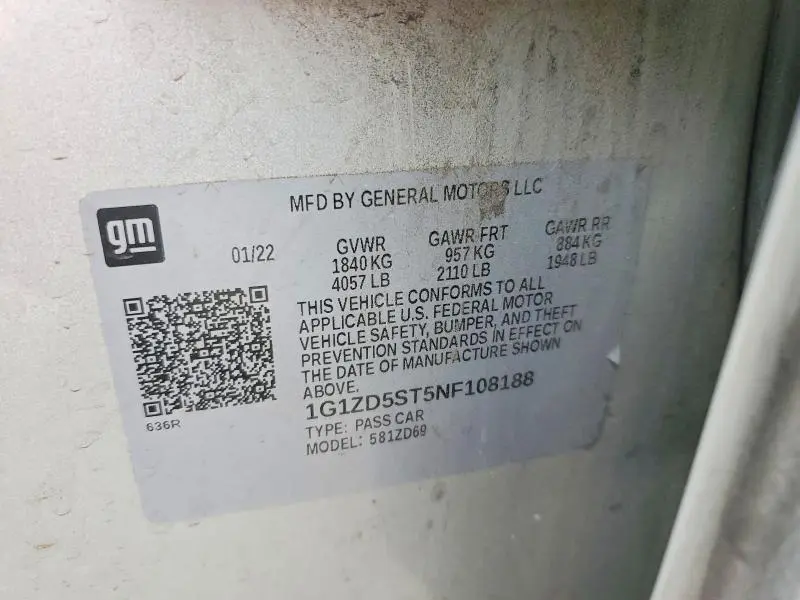 MFD BY GENERAL MOTORS LLC
gm
01/22
GVWR GAWR FRT GAWR RR
1840 KG 957 KG 884 KG
4057 LB 2110 LB 1948 LB
THIS VEHICLE CONFORMS TO ALL
APPLICABLE U.S. FEDERAL MOTOR
VEHICLE SAFETY, BUMPER, AND THEFT
PREVENTION STANDARDS IN EFFECT ON
THE DATE OF MANUFACTURE SHOWN
ABOVE.
1G1ZD5ST5NF108188
TYPE: PASS CAR
MODEL: 581ZD69
636R